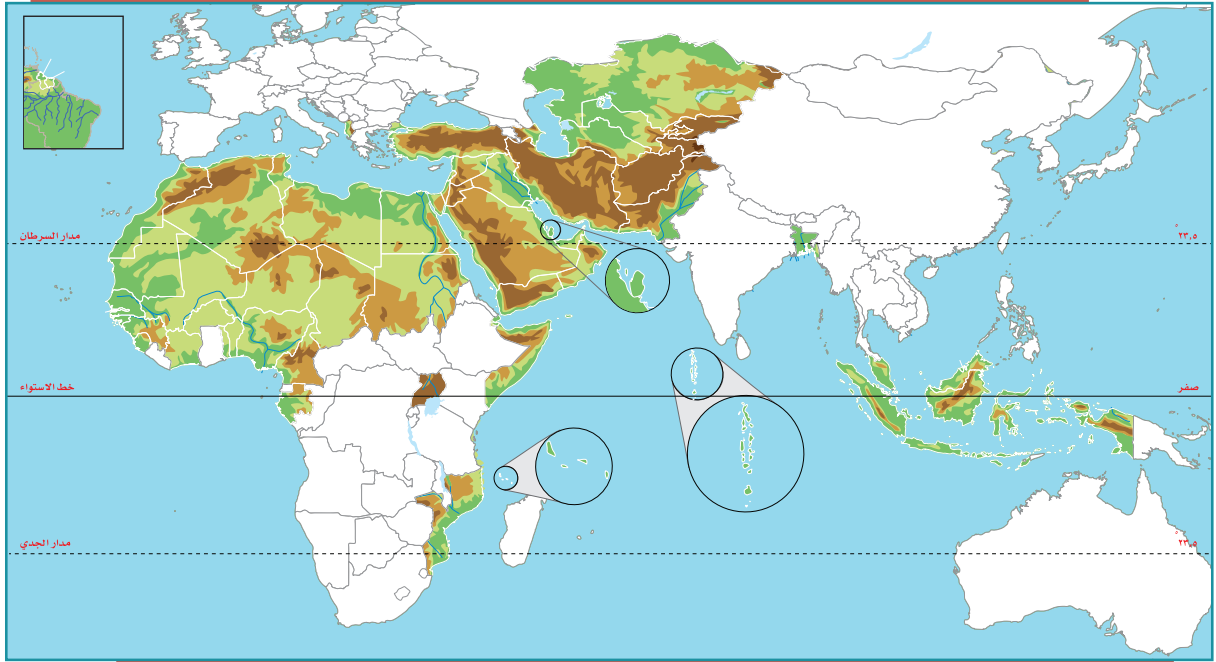 مدار السرطان
°٢٣,٥
خط الاستواء
صفر
مدار الجدي
°٢٣,٥